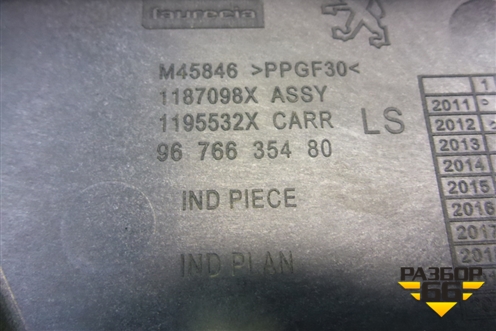 faurecia
M45846 >PPGF30<
1187098X ASSY
1195532X CARR
LS
96 766 354 80
IND PIECE
IND PLAN
1
2011
2012
2013
2014
2015
2016
2017
РАЗБОР
66